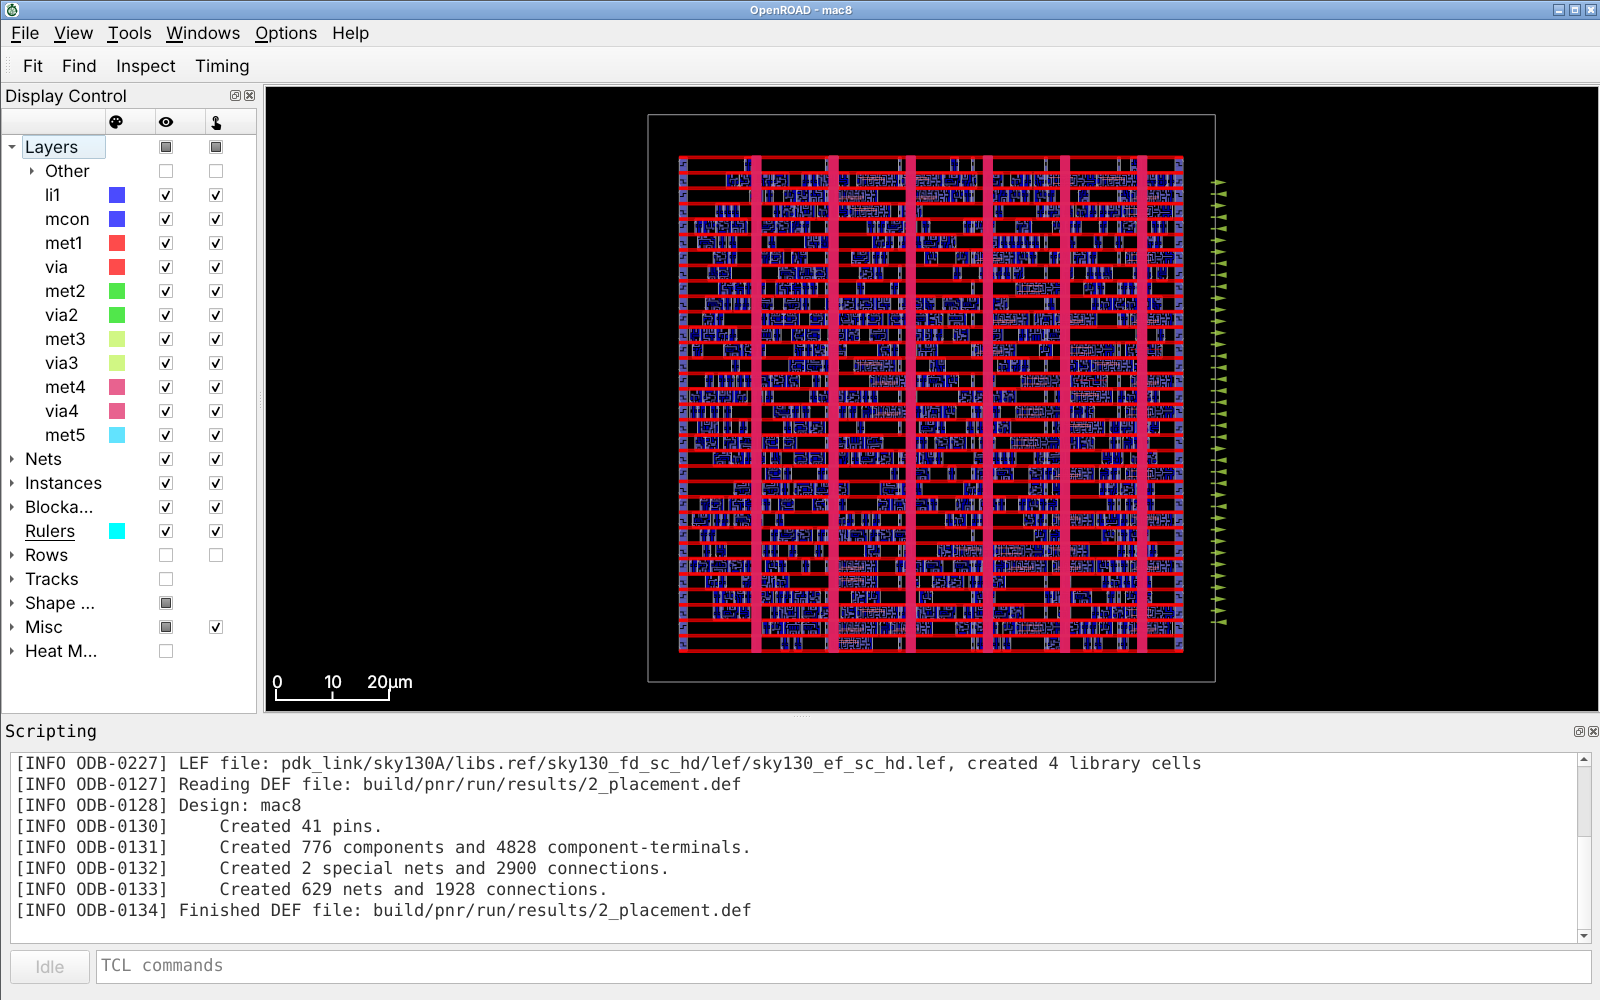 OpenROAD - mac8
File View Tools Windows Options Help
Fit Find Inspect Timing
Display Control
Layers
Other
li1
mcon
met1
via
met2
via2
met3
via3
met4
via4
met5
Nets
Instances
Blocka...
Rulers
Rows
Tracks
Shape ...
Misc
Heat M...
0 10 20μm
Scripting
[INFO ODB-0227] LEF file: pdk_link/sky130A/libs.ref/sky130_fd_sc_hd/lef/sky130_ef_sc_hd.lef, created 4 library cells
[INFO ODB-0127] Reading DEF file: build/pnr/run/results/2_placement.def
[INFO ODB-0128] Design: mac8
[INFO ODB-0130]     Created 41 pins.
[INFO ODB-0131]     Created 776 components and 4828 component-terminals.
[INFO ODB-0132]     Created 2 special nets and 2900 connections.
[INFO ODB-0133]     Created 629 nets and 1928 connections.
[INFO ODB-0134] Finished DEF file: build/pnr/run/results/2_placement.def
Idle TCL commands